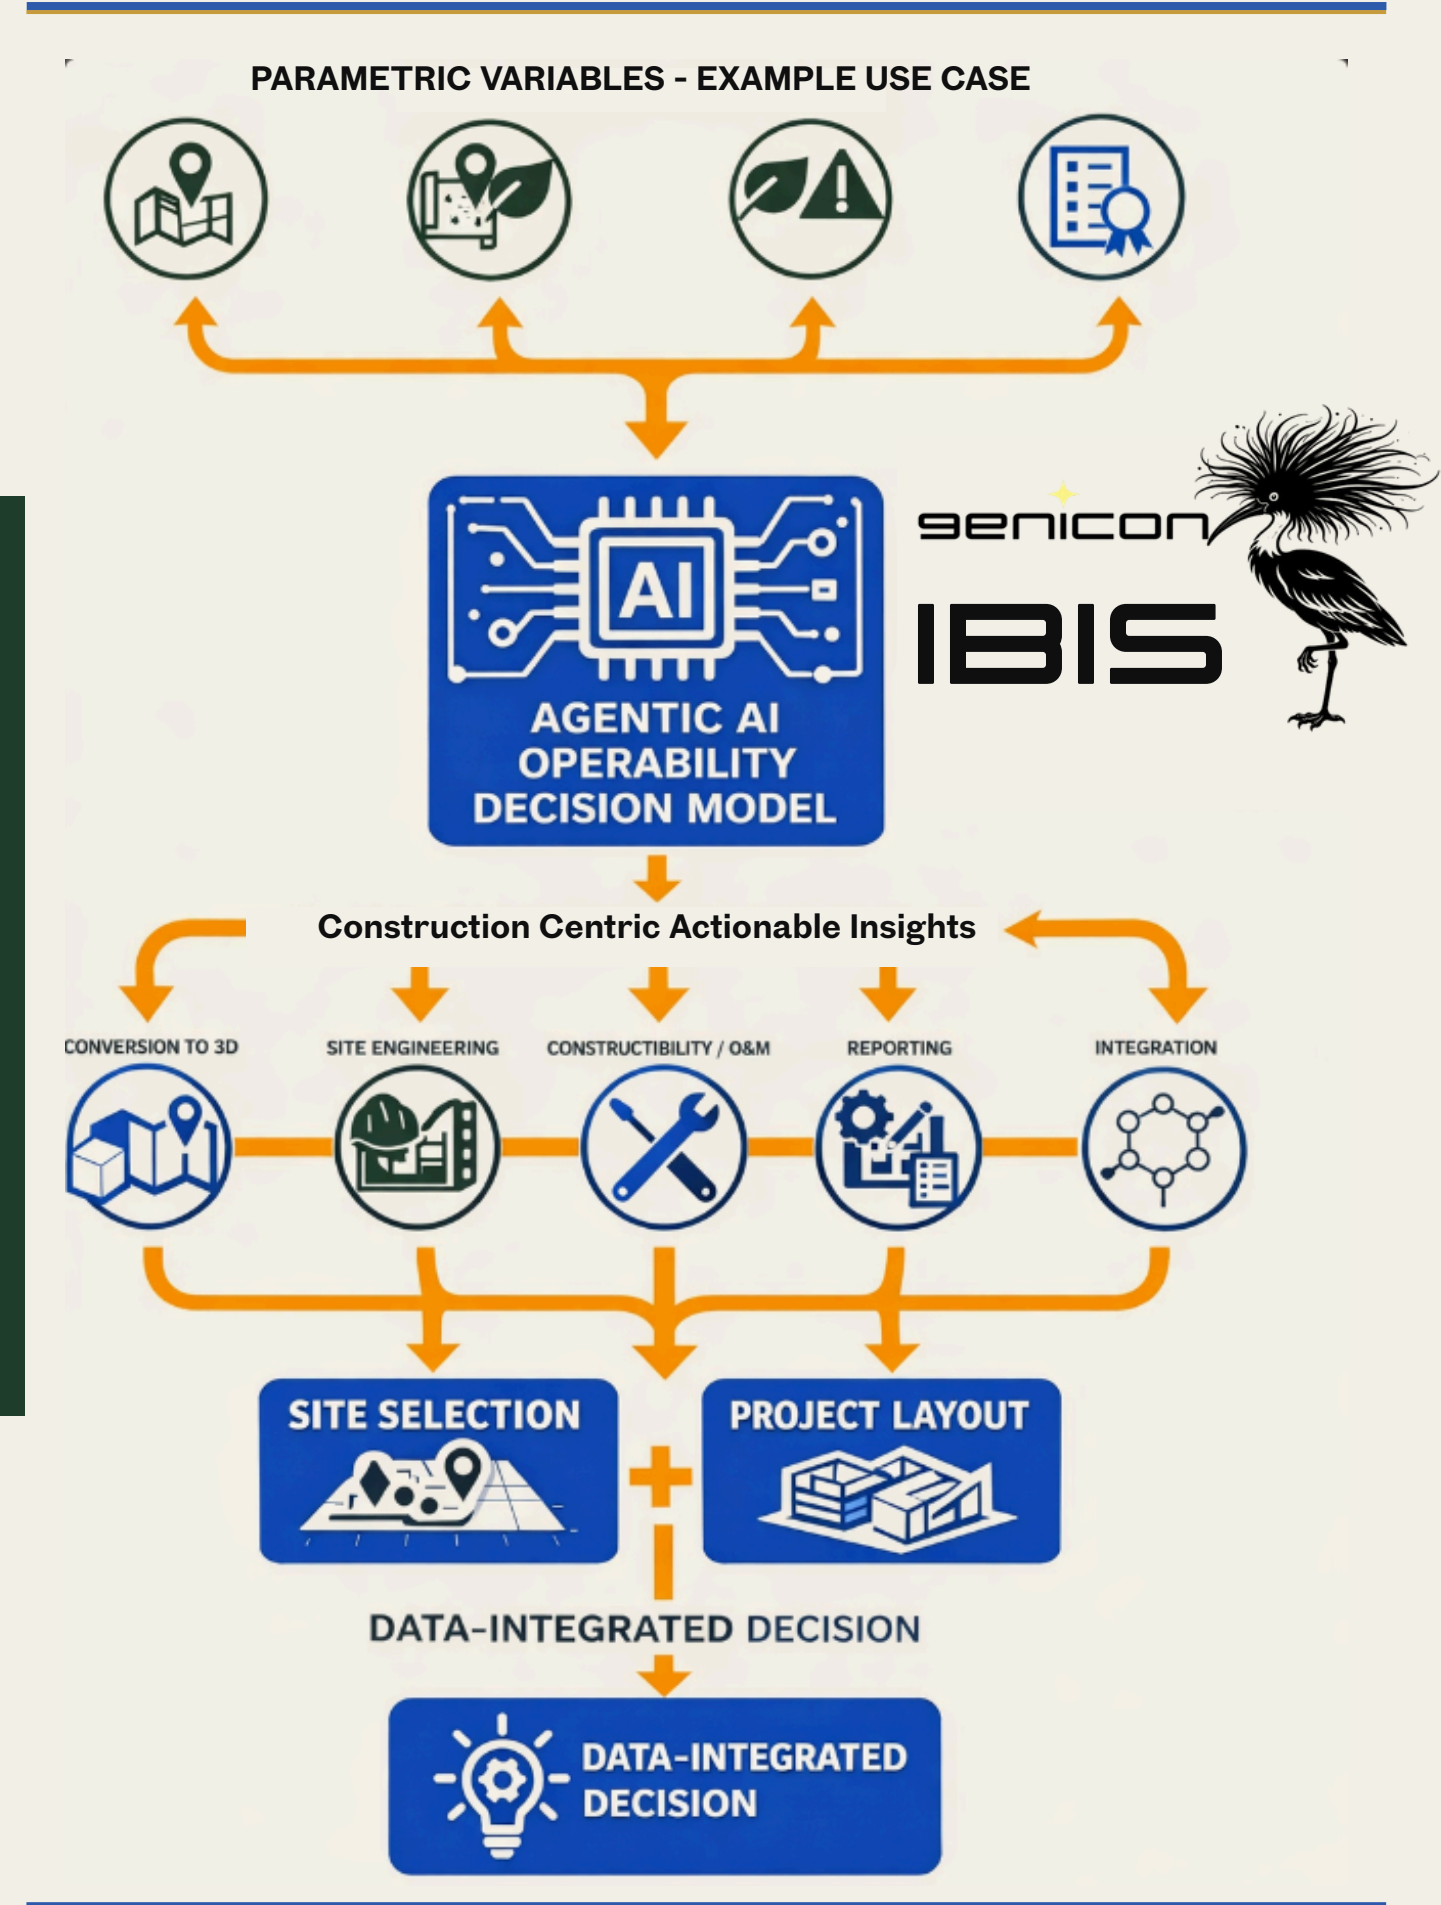 PARAMETRIC VARIABLES - EXAMPLE USE CASE
AI
AGENTIC AI
OPERABILITY
DECISION MODEL
genicon
IBIS
Construction Centric Actionable Insights
CONVERSION TO 3D
SITE ENGINEERING
CONSTRUCTIBILITY / O&M
REPORTING
INTEGRATION
SITE SELECTION
PROJECT LAYOUT
DATA-INTEGRATED DECISION
DATA-INTEGRATED
DECISION